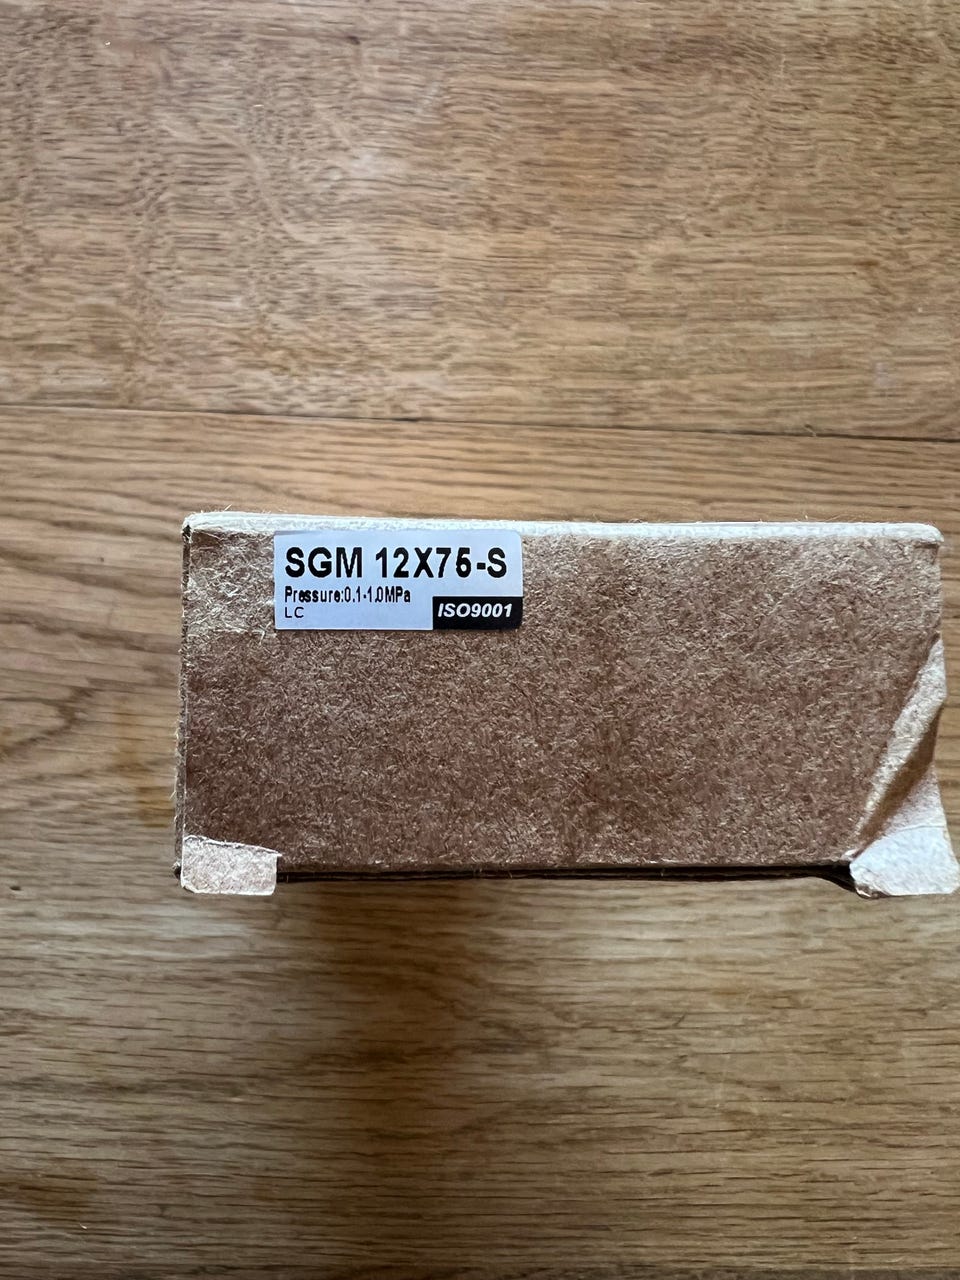 SGM 12X75-S
Pressure:0.1-1.0MPa
LC
ISO9001